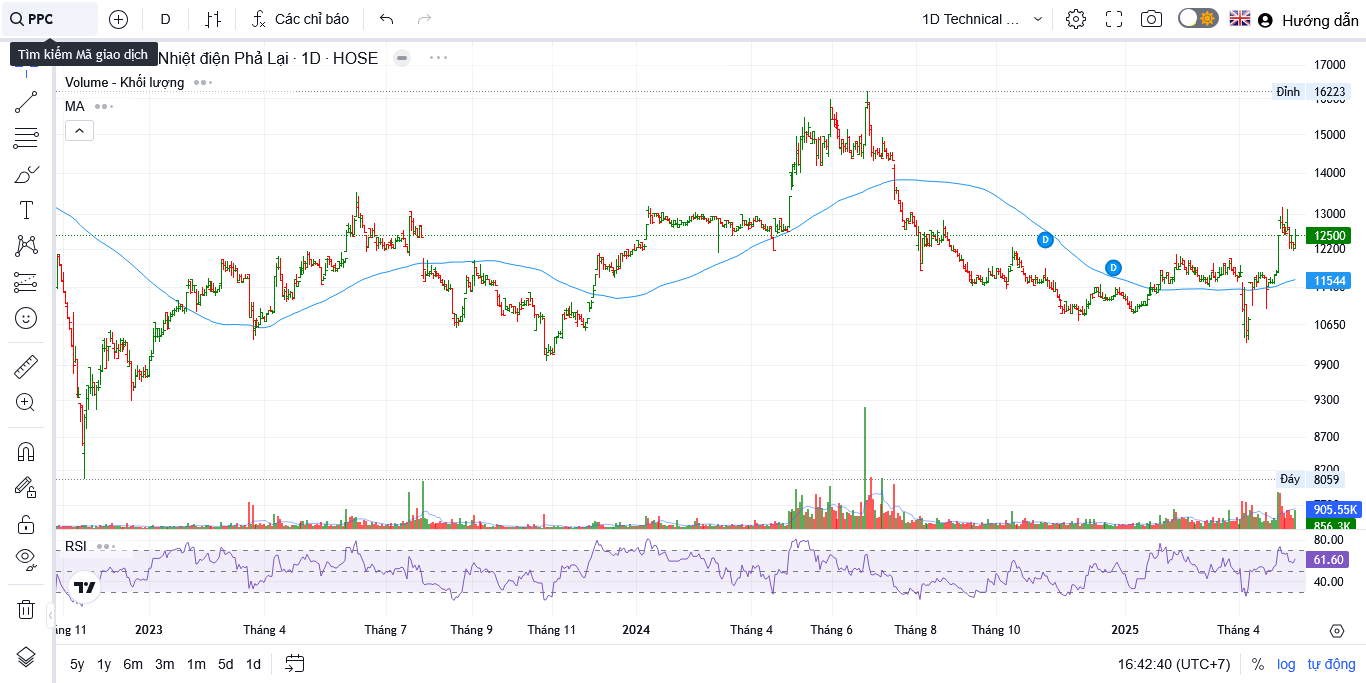 PPC
D
Các chỉ báo
1D Technical ...
Hướng dẫn
Tìm kiếm Mã giao dịch
Nhiệt điện Phả Lại · 1D · HOSE
Volume - Khối lượng
MA
17000
Đỉnh 16223
15000
14000
13000
12500
12200
11544
10650
9900
9300
8700
8200
Đáy 8059
905.55K
856.3K
D
D
RSI
80.00
61.60
40.00
ng 11
2023
Tháng 4
Tháng 7
Tháng 9
Tháng 11
2024
Tháng 4
Tháng 6
Tháng 8
Tháng 10
2025
Tháng 4
5y 1y 6m 3m 1m 5d 1d
16:42:40 (UTC+7)
% log tự động